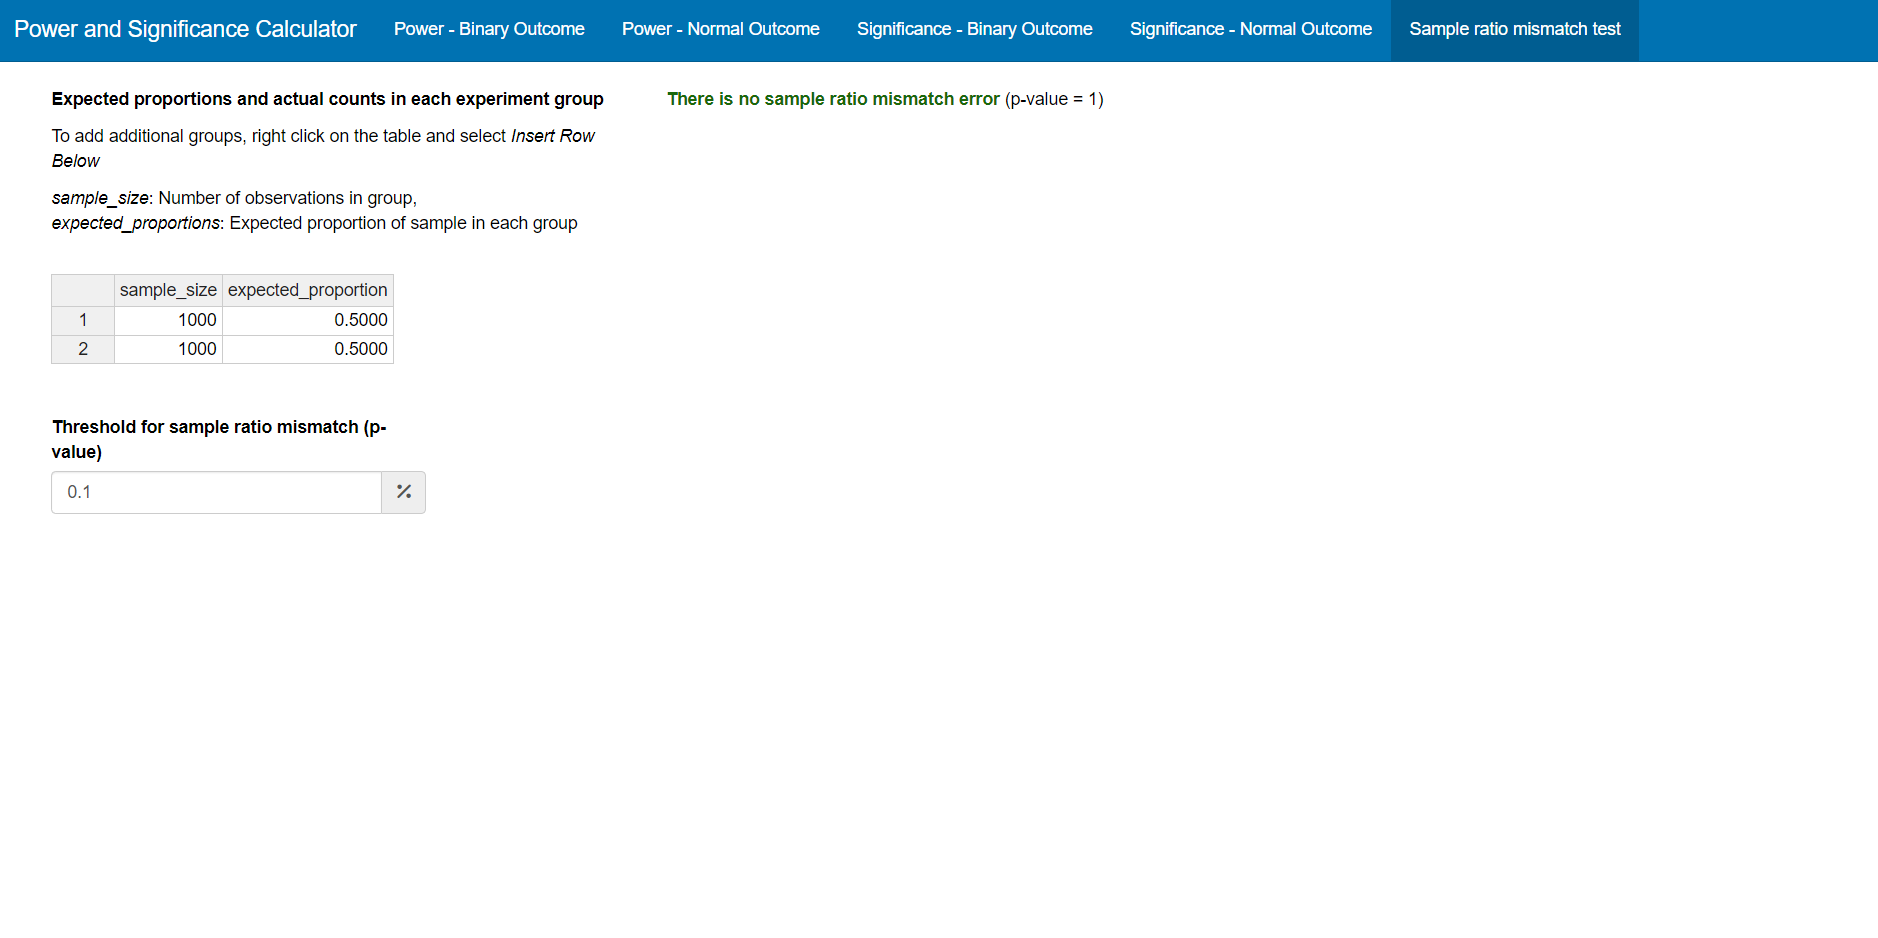 Power and Significance Calculator
Power - Binary Outcome
Power - Normal Outcome
Significance - Binary Outcome
Significance - Normal Outcome
Sample ratio mismatch test
Expected proportions and actual counts in each experiment group
To add additional groups, right click on the table and select Insert Row
Below
sample_size: Number of observations in group,
expected_proportions: Expected proportion of sample in each group
sample_size expected_proportion
1 1000 0.5000
2 1000 0.5000
Threshold for sample ratio mismatch (p-
value)
0.1 %
There is no sample ratio mismatch error (p-value = 1)